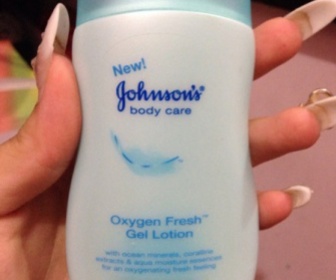 New!
Johnson's®
body care
Oxygen Fresh™
Gel Lotion
with ocean minerals, coralline
extracts & aqua moisture essences
for an oxygenating fresh feeling